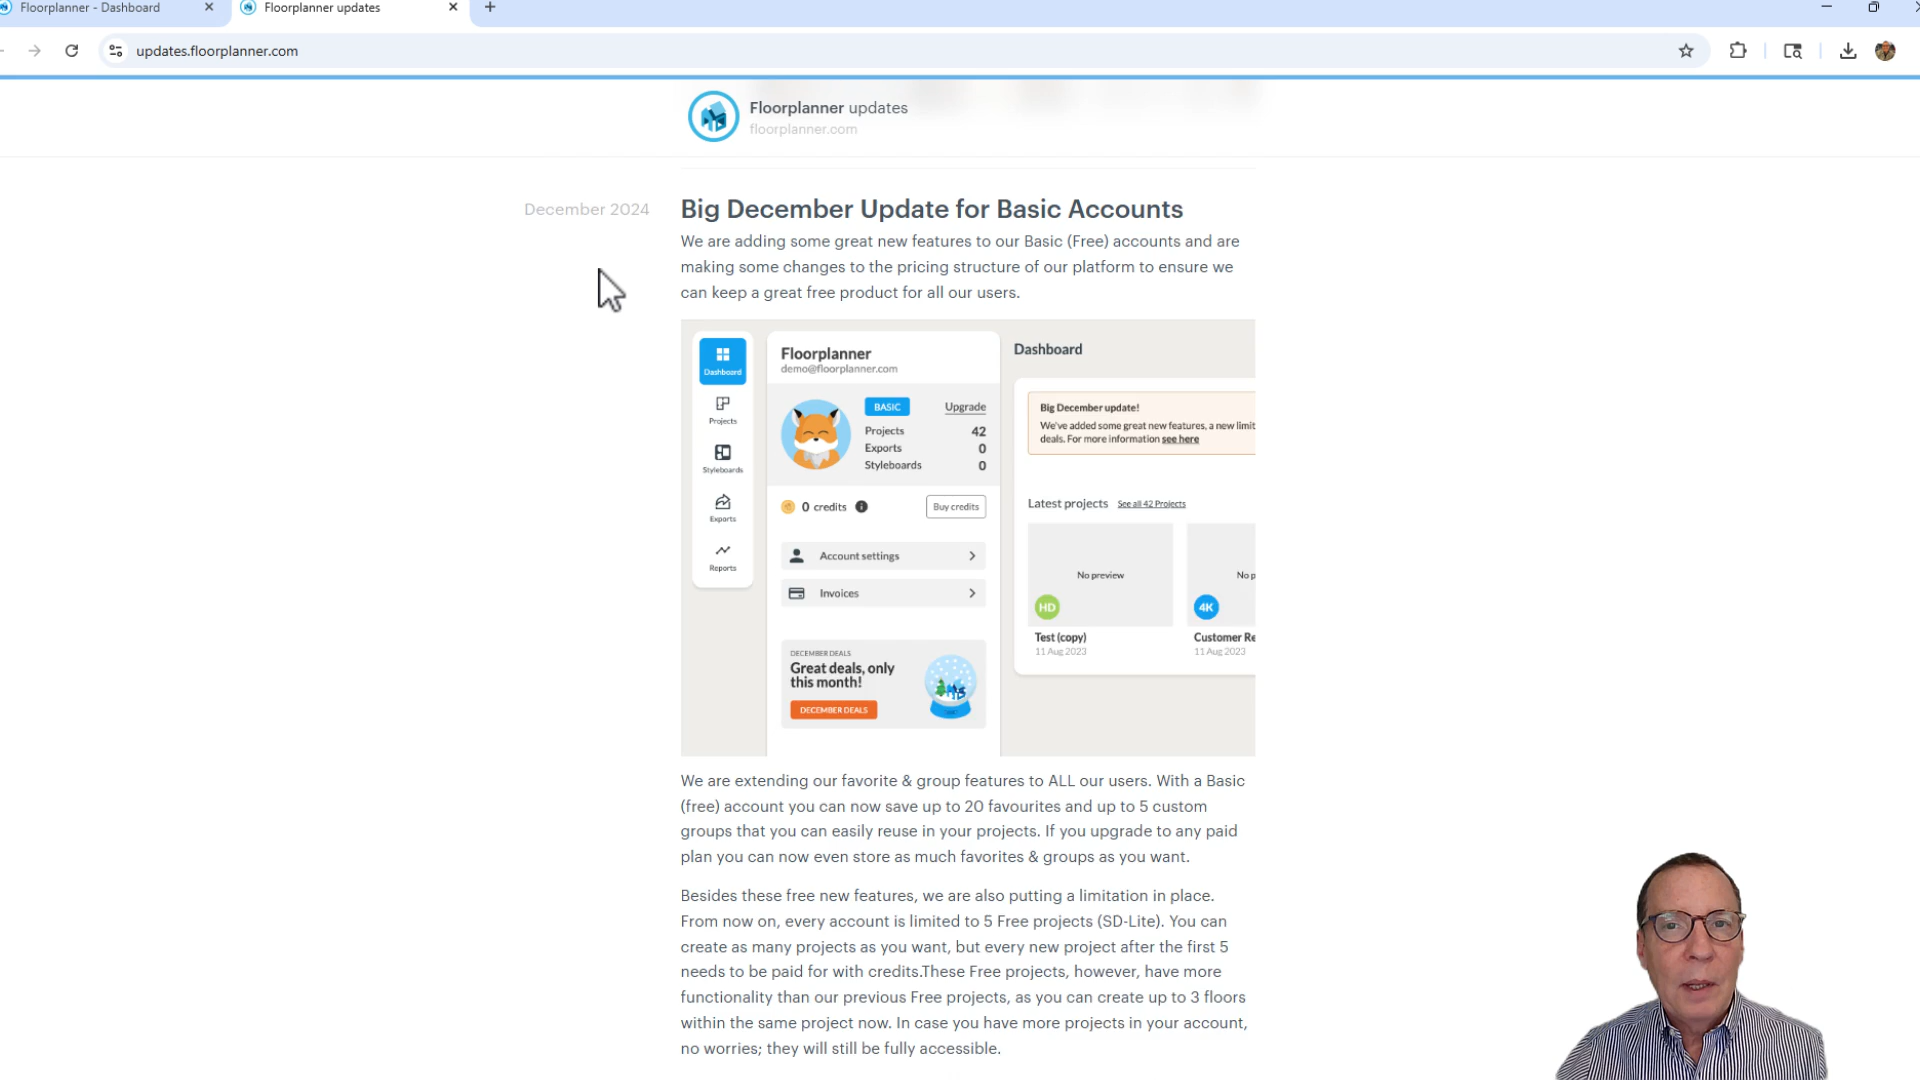 Floorplanner - Dashboard
Floorplanner updates
updates.floorplanner.com
Floorplanner updates
floorplanner.com
December 2024
Big December Update for Basic Accounts
We are adding some great new features to our Basic (Free) accounts and are
making some changes to the pricing structure of our platform to ensure we
can keep a great free product for all our users.
Dashboard
Projects
Styleboards
Exports
Reports
Floorplanner
demo@floorplanner.com
BASIC
Upgrade
Projects 42
Exports 0
Styleboards 0
0 credits
Buy credits
Account settings
Invoices
DECEMBER DEALS
Great deals, only
this month!
DECEMBER DEALS
Dashboard
Big December update!
We've added some great new features, a new limit
deals. For more information see here
Latest projects See all 42 Projects
No preview
No p
HD
4K
Test (copy)
11 Aug 2023
Customer Re
11 Aug 2023
We are extending our favorite & group features to ALL our users. With a Basic
(free) account you can now save up to 20 favourites and up to 5 custom
groups that you can easily reuse in your projects. If you upgrade to any paid
plan you can now even store as much favorites & groups as you want.
Besides these free new features, we are also putting a limitation in place.
From now on, every account is limited to 5 Free projects (SD-Lite). You can
create as many projects as you want, but every new project after the first 5
needs to be paid for with credits.These Free projects, however, have more
functionality than our previous Free projects, as you can create up to 3 floors
within the same project now. In case you have more projects in your account,
no worries; they will still be fully accessible.